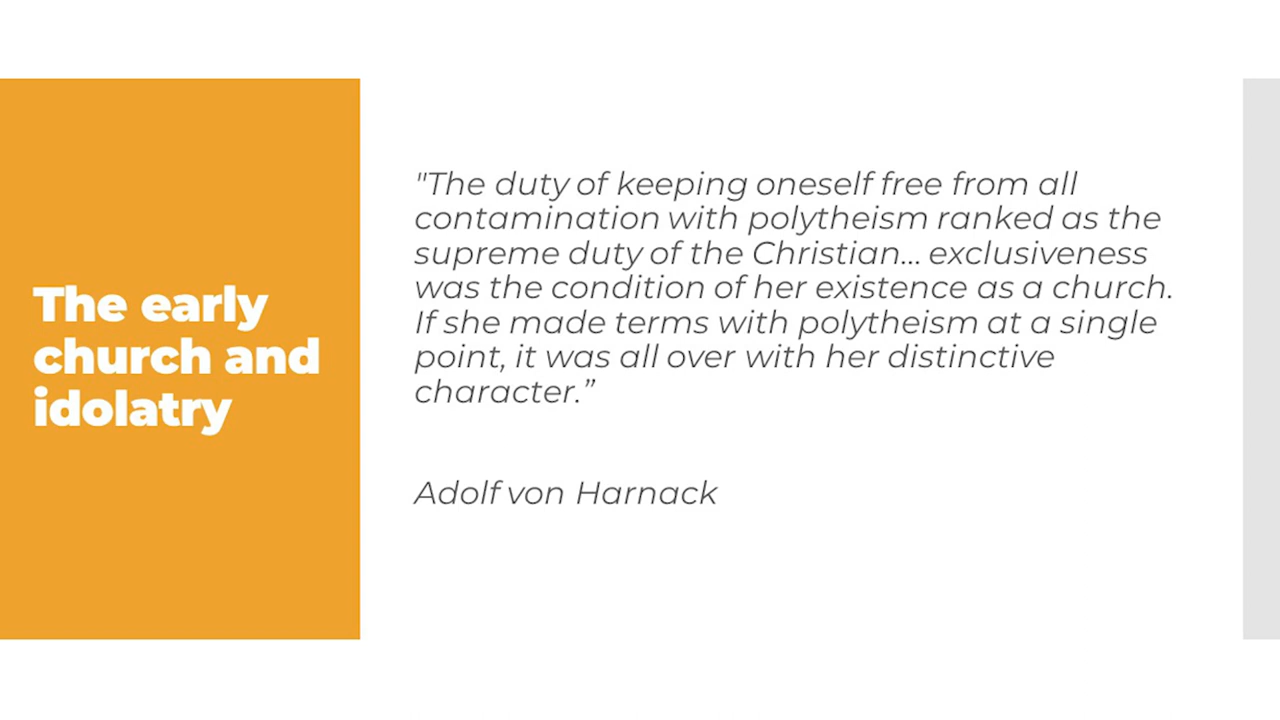 The early
church and
idolatry
"The duty of keeping oneself free from all
contamination with polytheism ranked as the
supreme duty of the Christian... exclusiveness
was the condition of her existence as a church.
If she made terms with polytheism at a single
point, it was all over with her distinctive
character.”
Adolf von Harnack